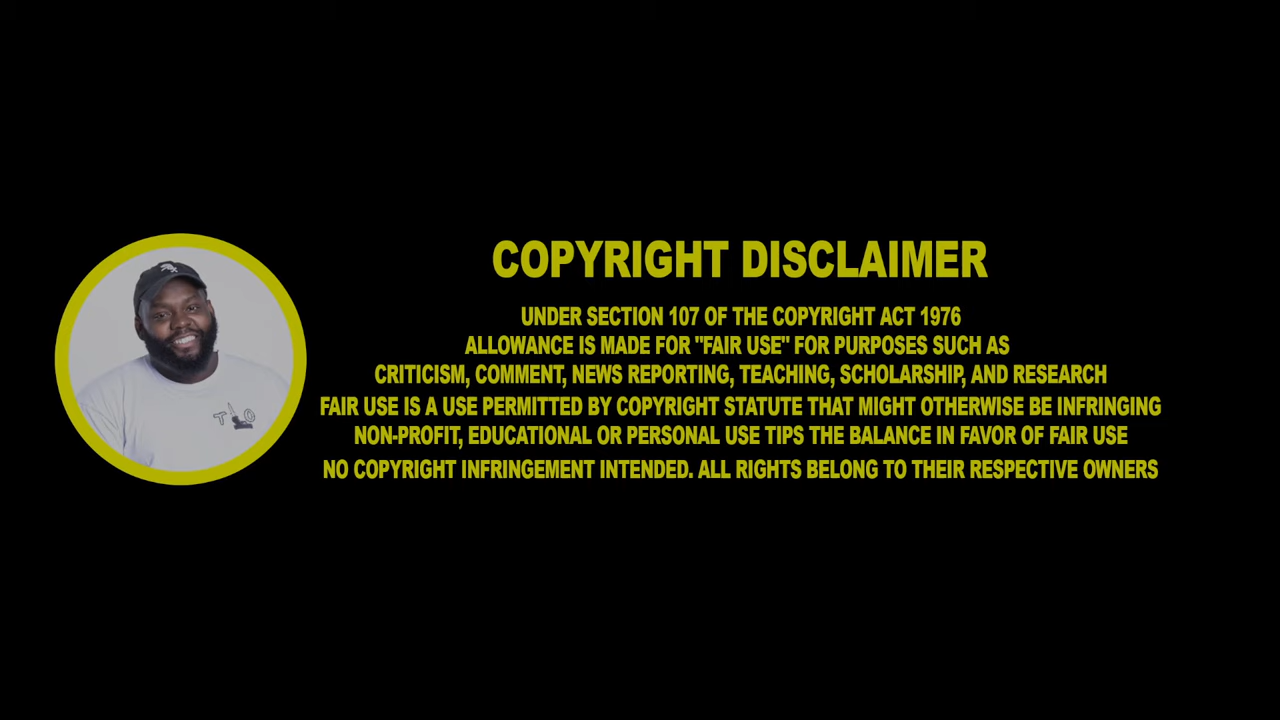 COPYRIGHT DISCLAIMER
UNDER SECTION 107 OF THE COPYRIGHT ACT 1976
ALLOWANCE IS MADE FOR "FAIR USE" FOR PURPOSES SUCH AS
CRITICISM, COMMENT, NEWS REPORTING, TEACHING, SCHOLARSHIP, AND RESEARCH
FAIR USE IS A USE PERMITTED BY COPYRIGHT STATUTE THAT MIGHT OTHERWISE BE INFRINGING
NON-PROFIT, EDUCATIONAL OR PERSONAL USE TIPS THE BALANCE IN FAVOR OF FAIR USE
NO COPYRIGHT INFRINGEMENT INTENDED. ALL RIGHTS BELONG TO THEIR RESPECTIVE OWNERS